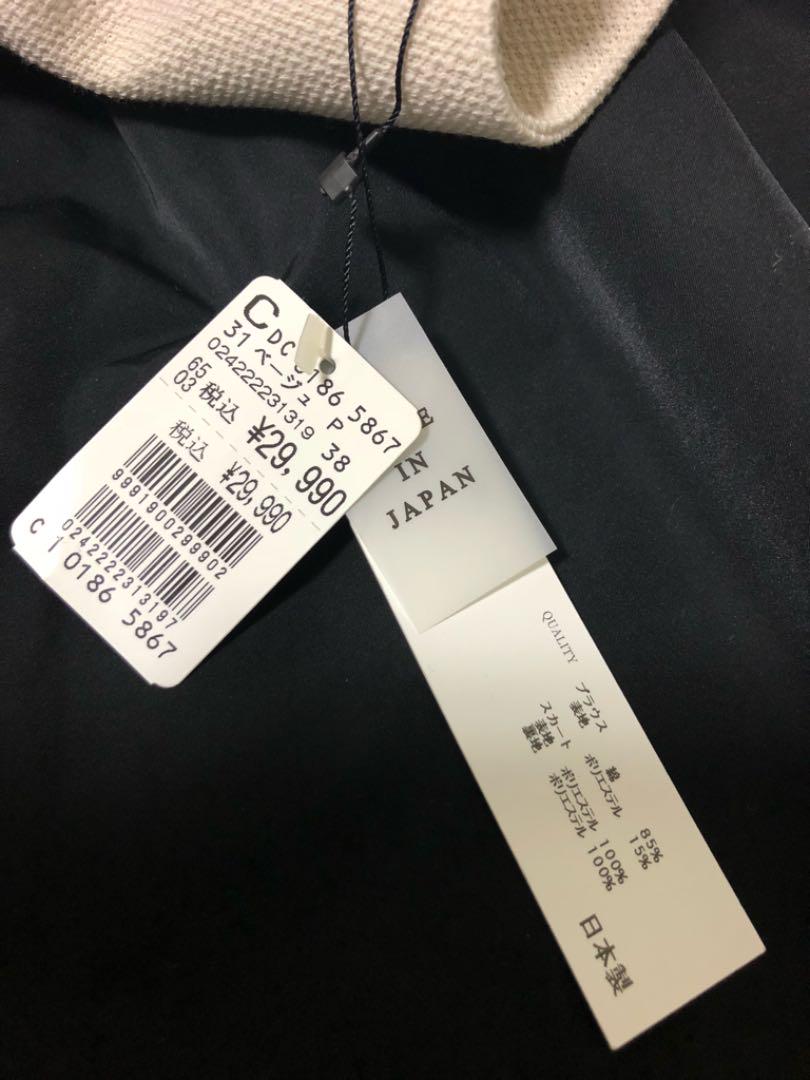 C DC 0186 5867
31 ベージュ P
024222231319 38
65
03 税込 ¥29,990
税込 ¥29,990
9991900299902
0242222313197
C 1 0186 5867
IN
JAPAN
QUALITY
ブラウス
表地 綿 85%
ポリエステル 15%
スカート
表地 ポリエステル 100%
裏地 ポリエステル 100%
日本製